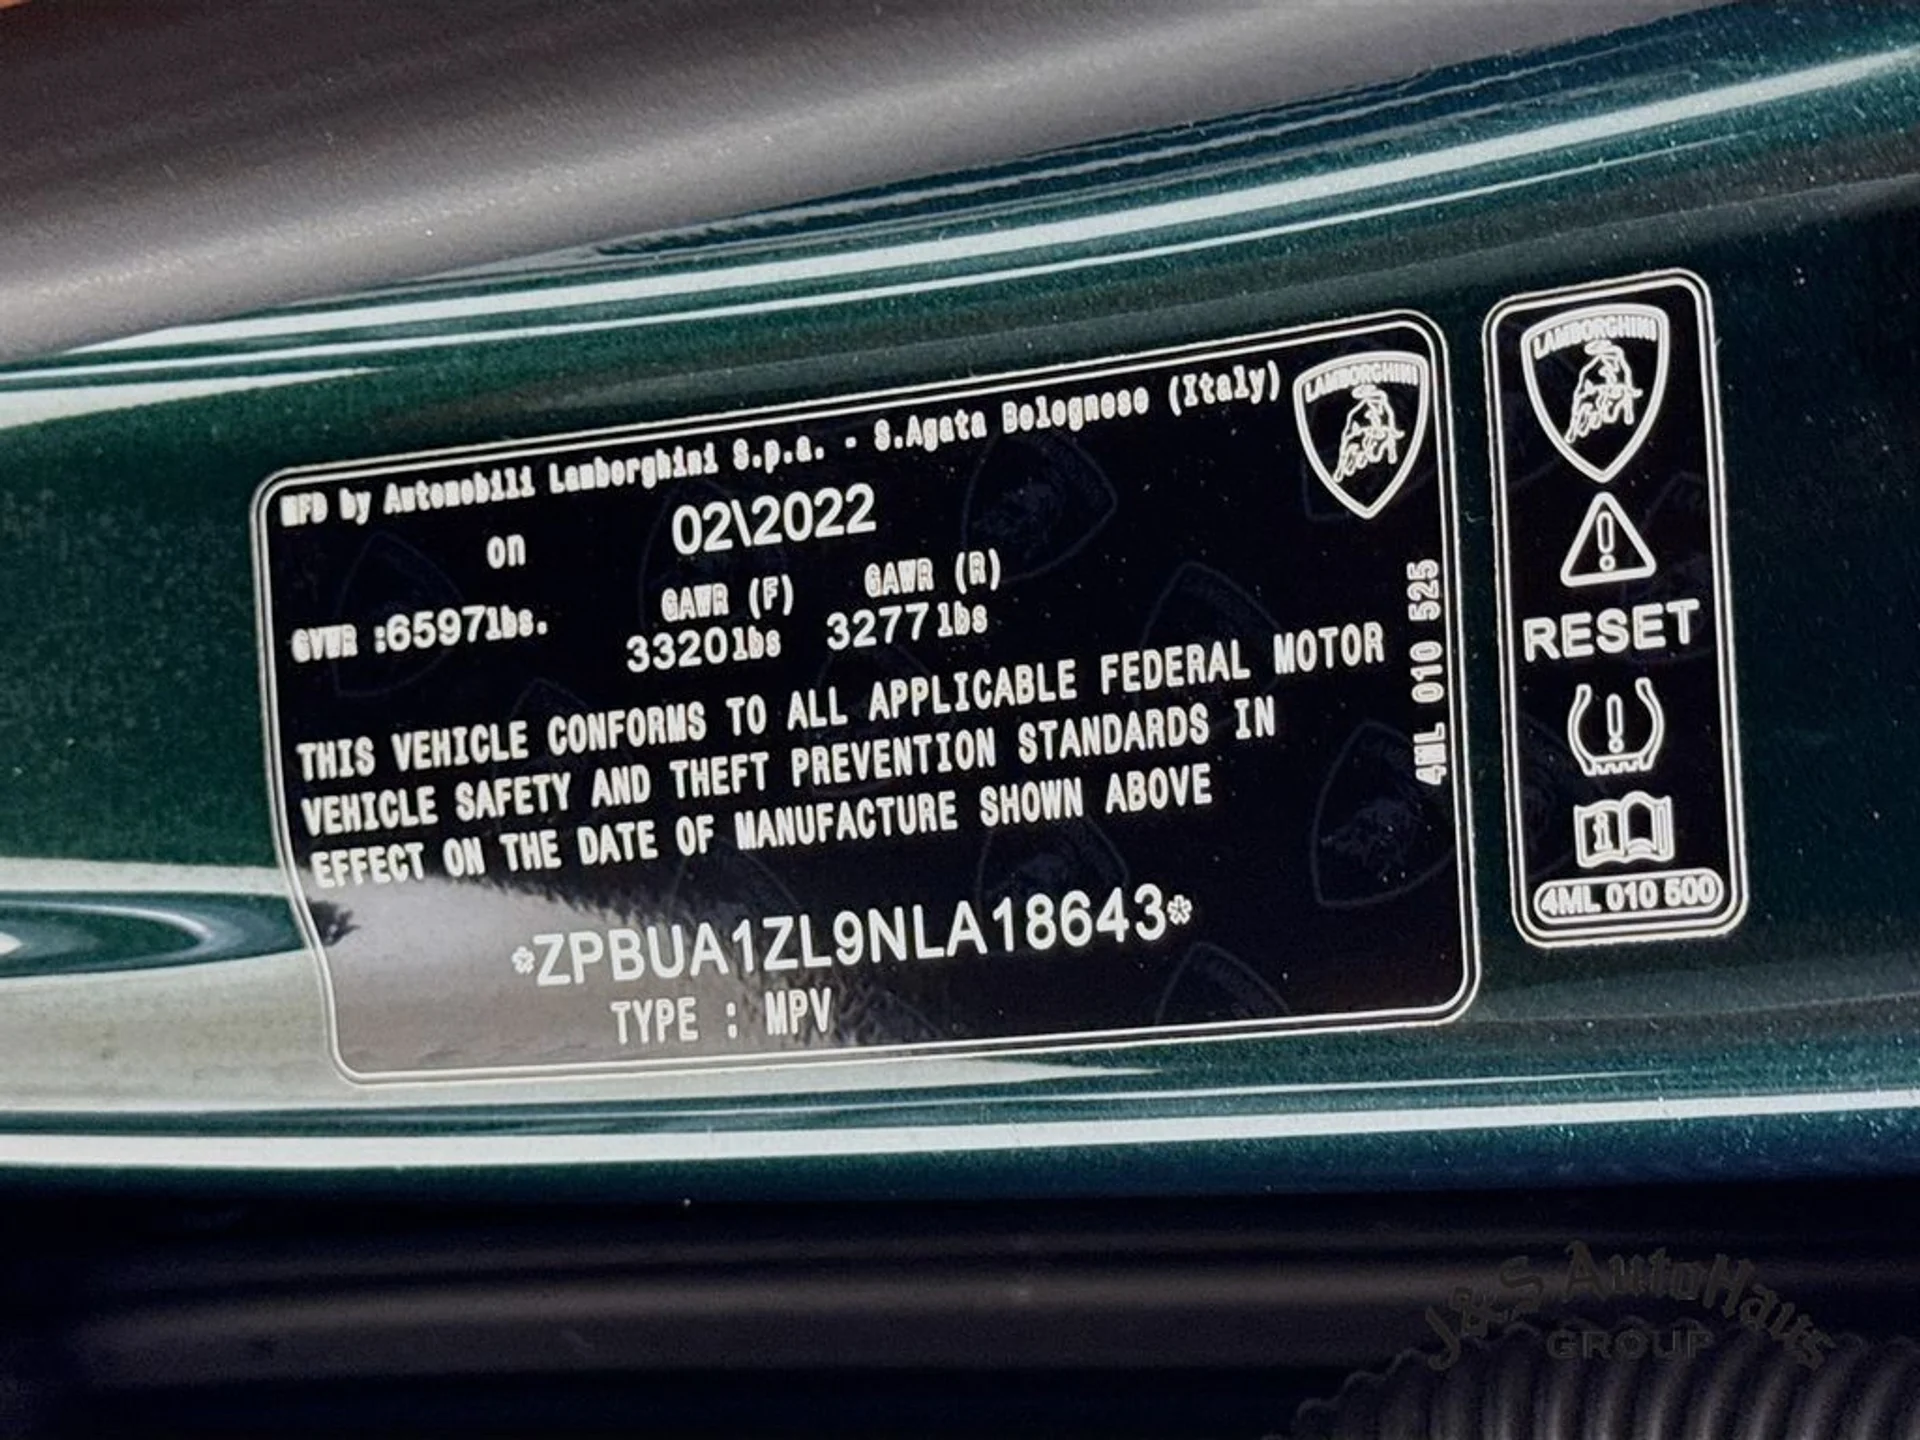 MFD by Automobili Lamborghini S.p.a. - S.Agata Bolognese (Italy)
on 02\2022
GAWR (F) GAWR (R)
GVWR :6597lbs. 3320lbs 3277lbs
THIS VEHICLE CONFORMS TO ALL APPLICABLE FEDERAL MOTOR
VEHICLE SAFETY AND THEFT PREVENTION STANDARDS IN
EFFECT ON THE DATE OF MANUFACTURE SHOWN ABOVE
*ZPBUA1ZL9NLA18643*
TYPE : MPV
LAMBORGHINI
4ML 010 525
LAMBORGHINI
RESET
4ML 010 500
J&S AutoHaus
GROUP